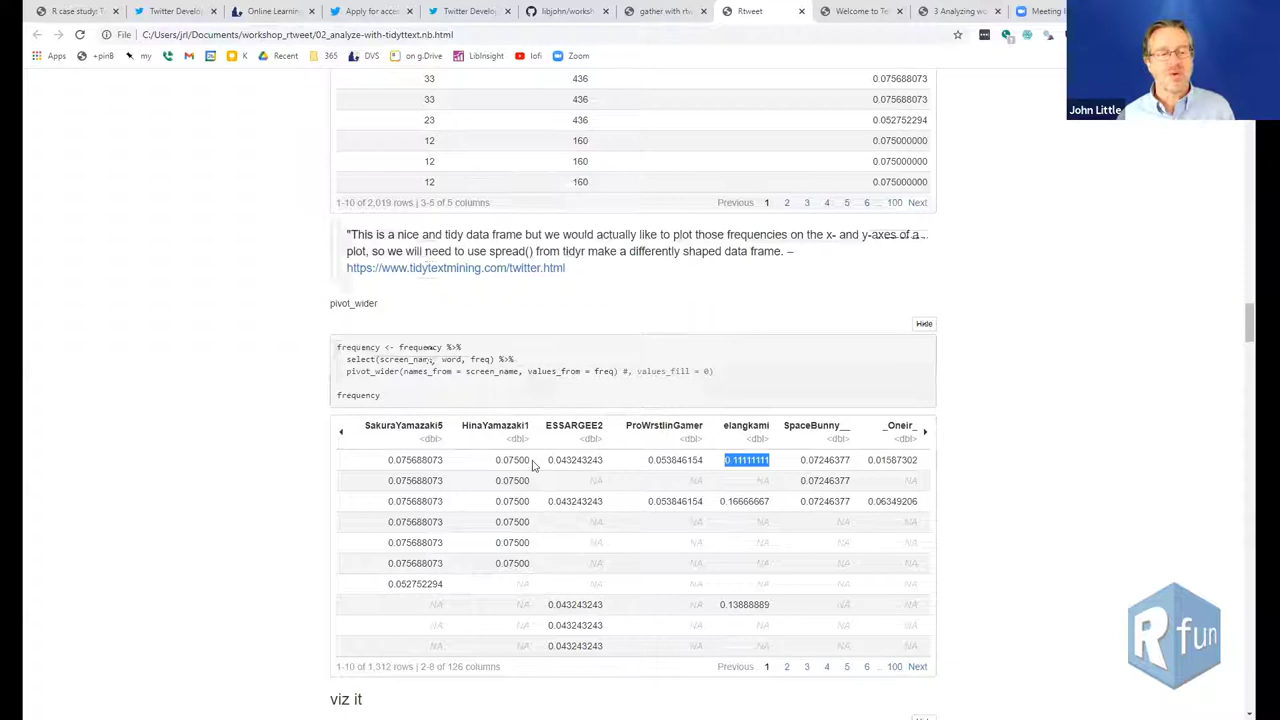 R case study: T
Twitter Develop
Online Learning
Apply for acces
Twitter Develop
libjohn/worksh
gather with rtw
Rtweet
Welcome to Te
3 Analyzing wo
Meeting I
File C:/Users/jrl/Documents/workshop_rtweet/02_analyze-with-tidyttext.nb.html
Apps +pinB my K Recent 365 DVS on g.Drive LibInsight lofi Zoom
John Little
33 436 0.075688073
33 436 0.075688073
23 436 0.052752294
12 160 0.075000000
12 160 0.075000000
12 160 0.075000000
1-10 of 2,019 rows | 3-5 of 5 columns Previous 1 2 3 4 5 6 ... 100 Next
"This is a nice and tidy data frame but we would actually like to plot those frequencies on the x- and y-axes of a
plot, so we will need to use spread() from tidyr make a differently shaped data frame. –
https://www.tidytextmining.com/twitter.html
pivot_wider
Hide
frequency <- frequency %>%
select(screen_name, word, freq) %>%
pivot_wider(names_from = screen_name, values_from = freq) #, values_fill = 0)
frequency
SakuraYamazaki5 HinaYamazaki1 ESSARGEE2 ProWrstlinGamer elangkami SpaceBunny__ _Oneir_
<dbl> <dbl> <dbl> <dbl> <dbl> <dbl> <dbl>
0.075688073 0.07500 0.043243243 0.053846154 0.11111111 0.07246377 0.01587302
0.075688073 0.07500 NA NA NA 0.07246377 NA
0.075688073 0.07500 0.043243243 0.053846154 0.16666667 0.07246377 0.06349206
0.075688073 0.07500 NA NA NA NA NA
0.075688073 0.07500 NA NA NA NA NA
0.075688073 0.07500 NA NA NA NA NA
0.052752294 NA NA NA NA NA NA
NA NA 0.043243243 NA 0.13888889 NA NA
NA NA 0.043243243 NA NA NA NA
NA NA 0.043243243 NA NA NA NA
1-10 of 1,312 rows | 2-8 of 126 columns Previous 1 2 3 4 5 6 ... 100 Next
viz it
R fun